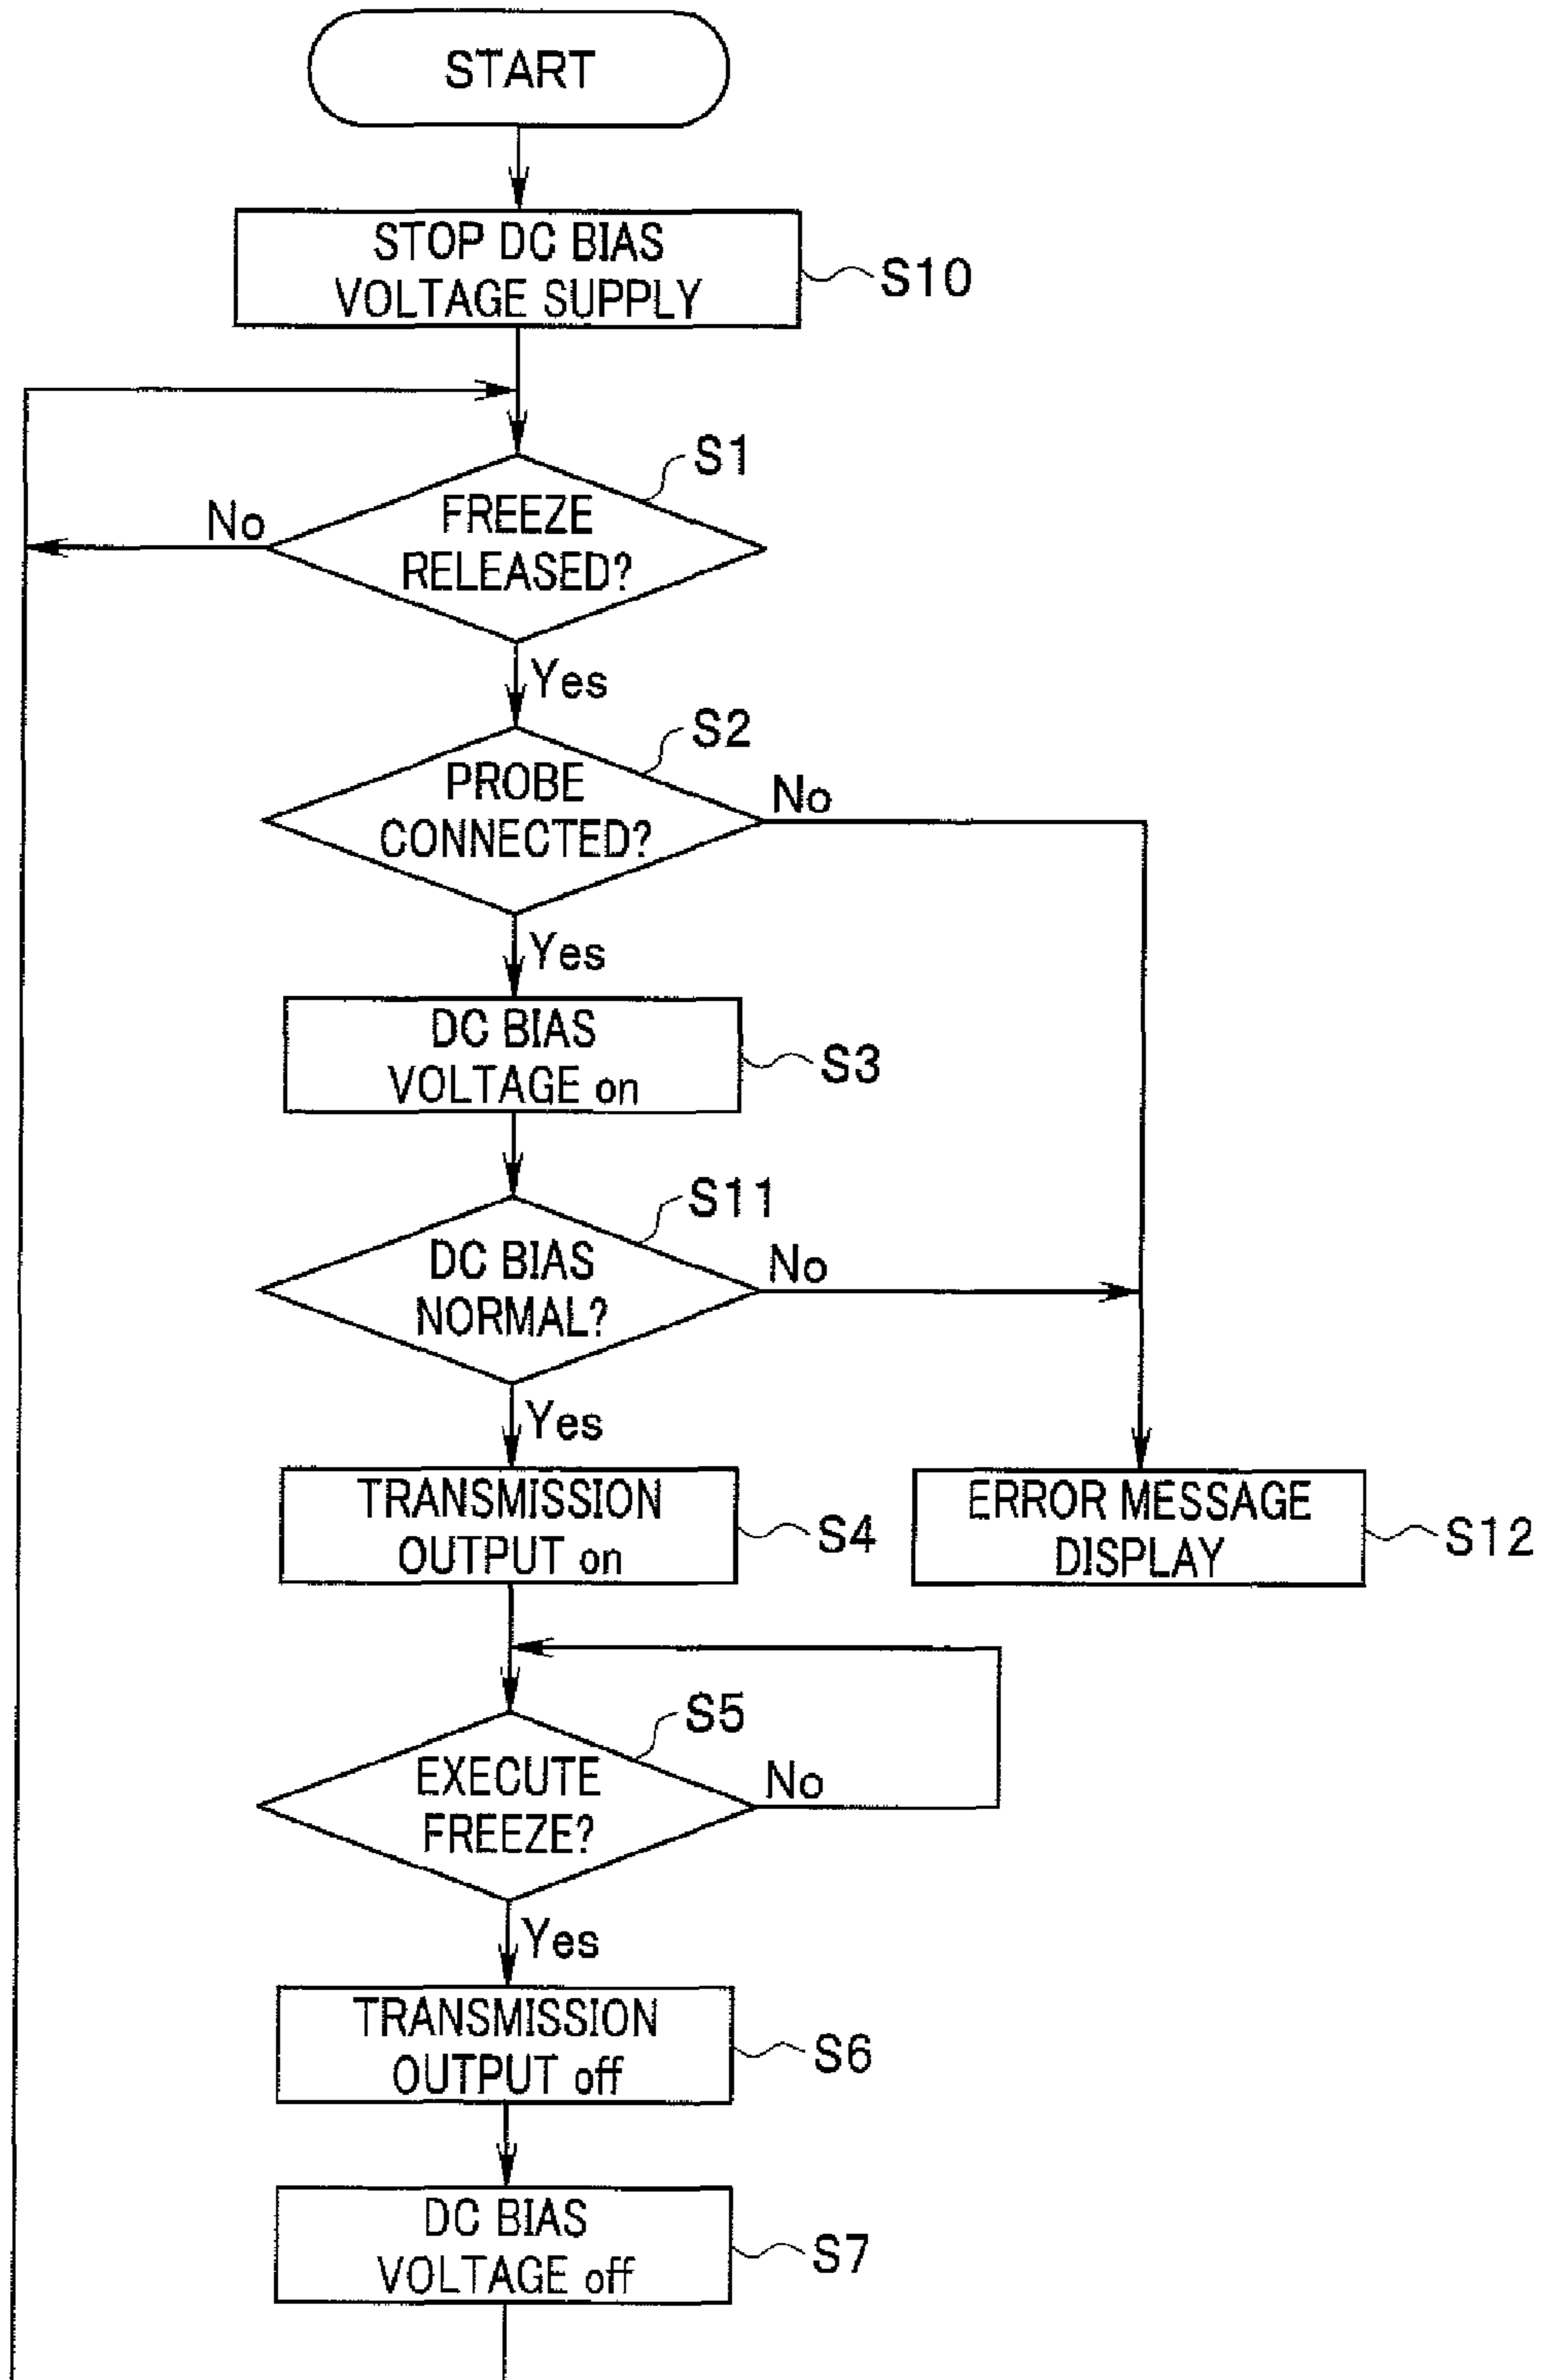 START
STOP DC BIAS
VOLTAGE SUPPLY
S10
S1
FREEZE
RELEASED?
No
Yes
S2
PROBE
CONNECTED?
No
Yes
DC BIAS
VOLTAGE on
S3
S11
DC BIAS
NORMAL?
No
Yes
TRANSMISSION
OUTPUT on
S4
ERROR MESSAGE
DISPLAY
S12
S5
EXECUTE
FREEZE?
No
Yes
TRANSMISSION
OUTPUT off
S6
DC BIAS
VOLTAGE off
S7